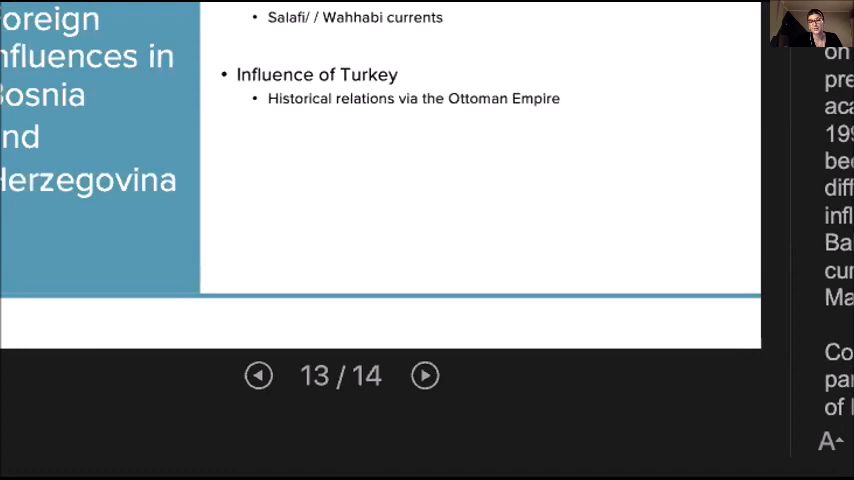 oreign
nfluences in
Bosnia
nd
Herzegovina
• Salafi/ / Wahhabi currents
• Influence of Turkey
• Historical relations via the Ottoman Empire
13 / 14
on
pre
aca
199
bee
diff
infl
Ba
cur
Ma
Co
par
of
A